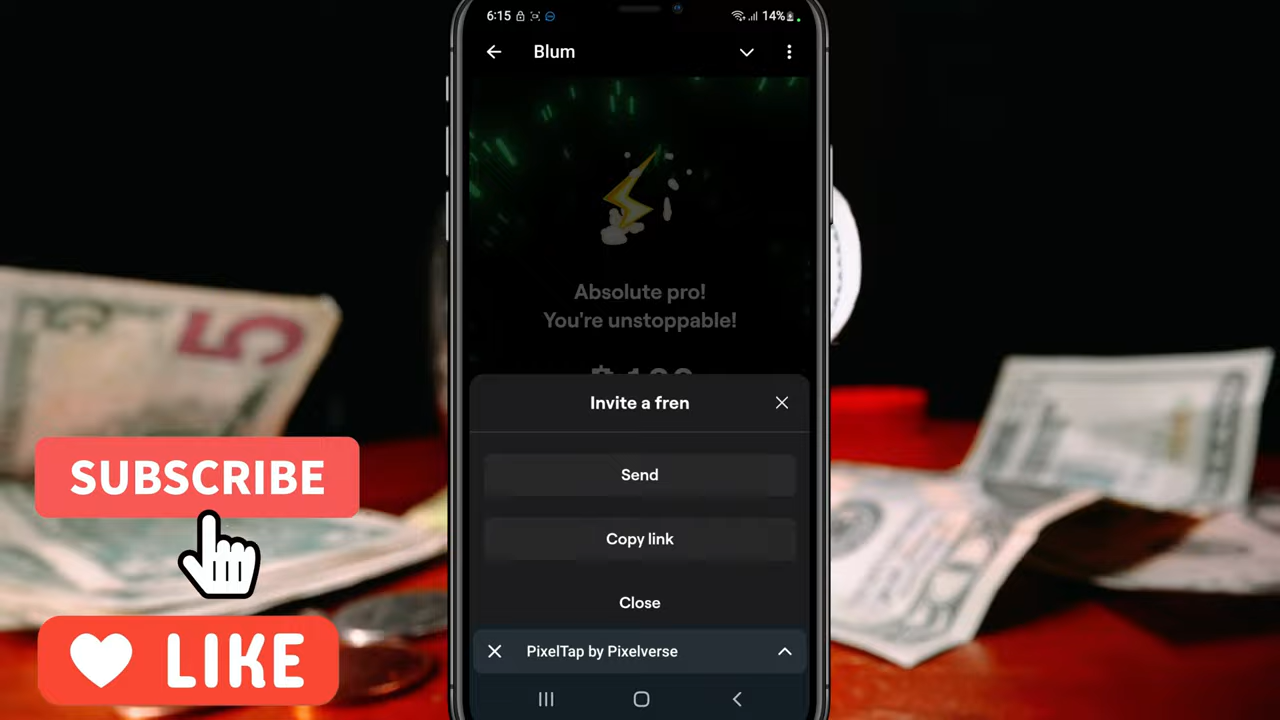 6:15
14%
Blum
Absolute pro!
You're unstoppable!
Invite a fren
Send
Copy link
Close
PixelTap by Pixelverse
SUBSCRIBE
LIKE
5